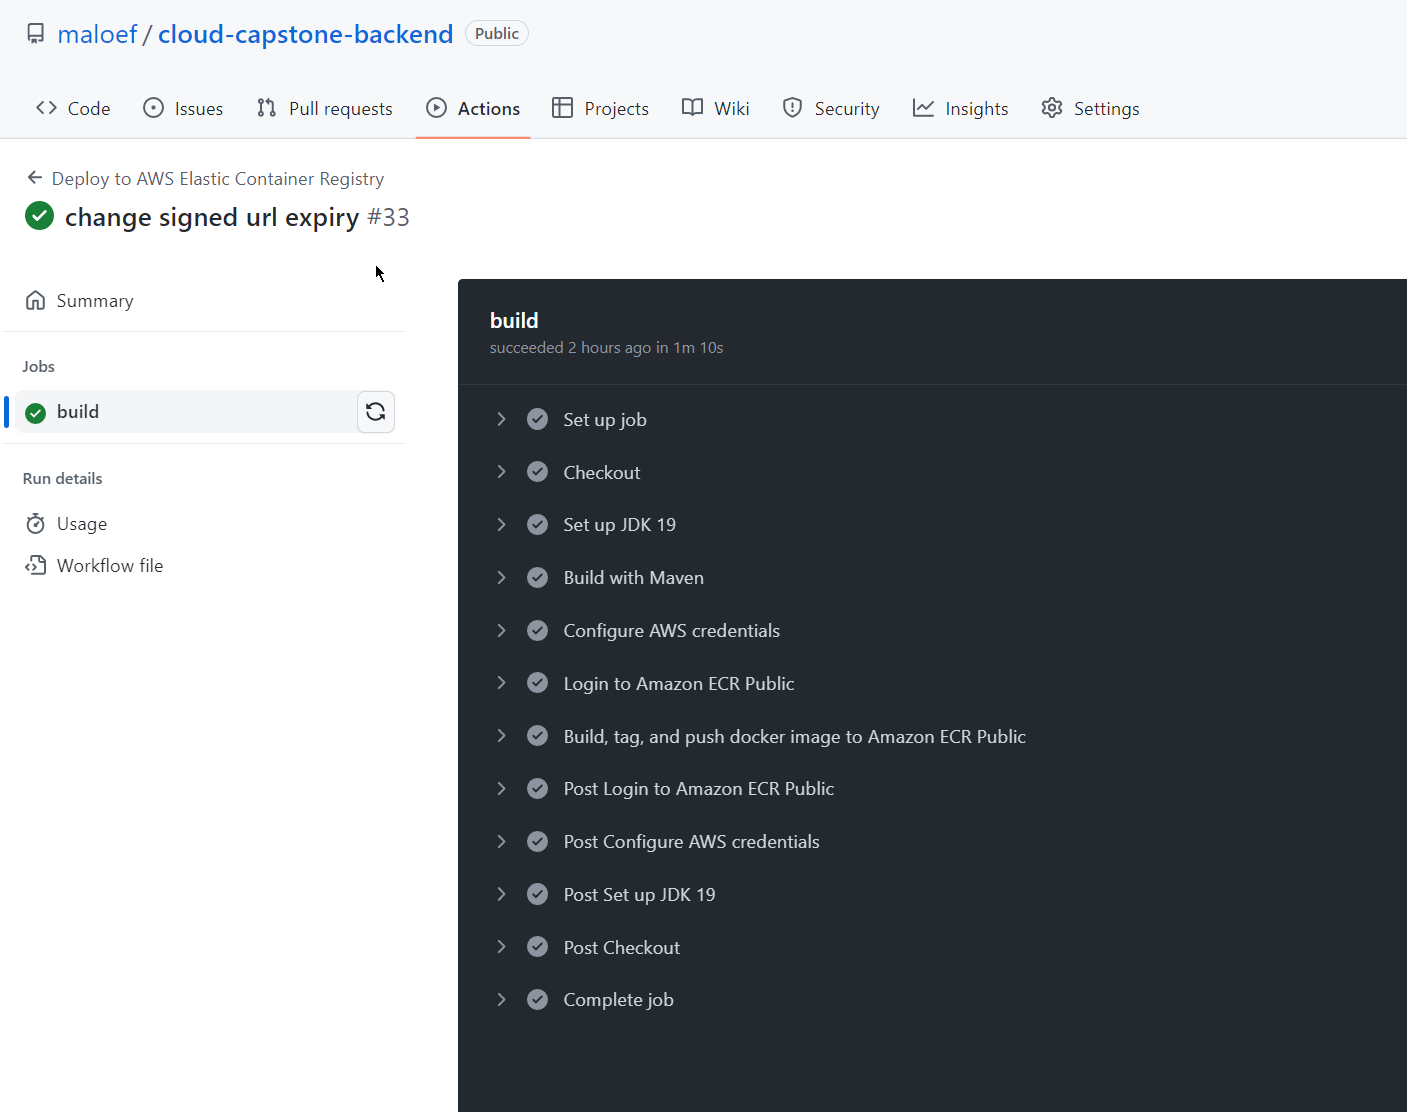 maloef / cloud-capstone-backend Public
Code Issues Pull requests Actions Projects Wiki Security Insights Settings
Deploy to AWS Elastic Container Registry
change signed url expiry #33
Summary
Jobs
build
Run details
Usage
Workflow file
build
succeeded 2 hours ago in 1m 10s
Set up job
Checkout
Set up JDK 19
Build with Maven
Configure AWS credentials
Login to Amazon ECR Public
Build, tag, and push docker image to Amazon ECR Public
Post Login to Amazon ECR Public
Post Configure AWS credentials
Post Set up JDK 19
Post Checkout
Complete job